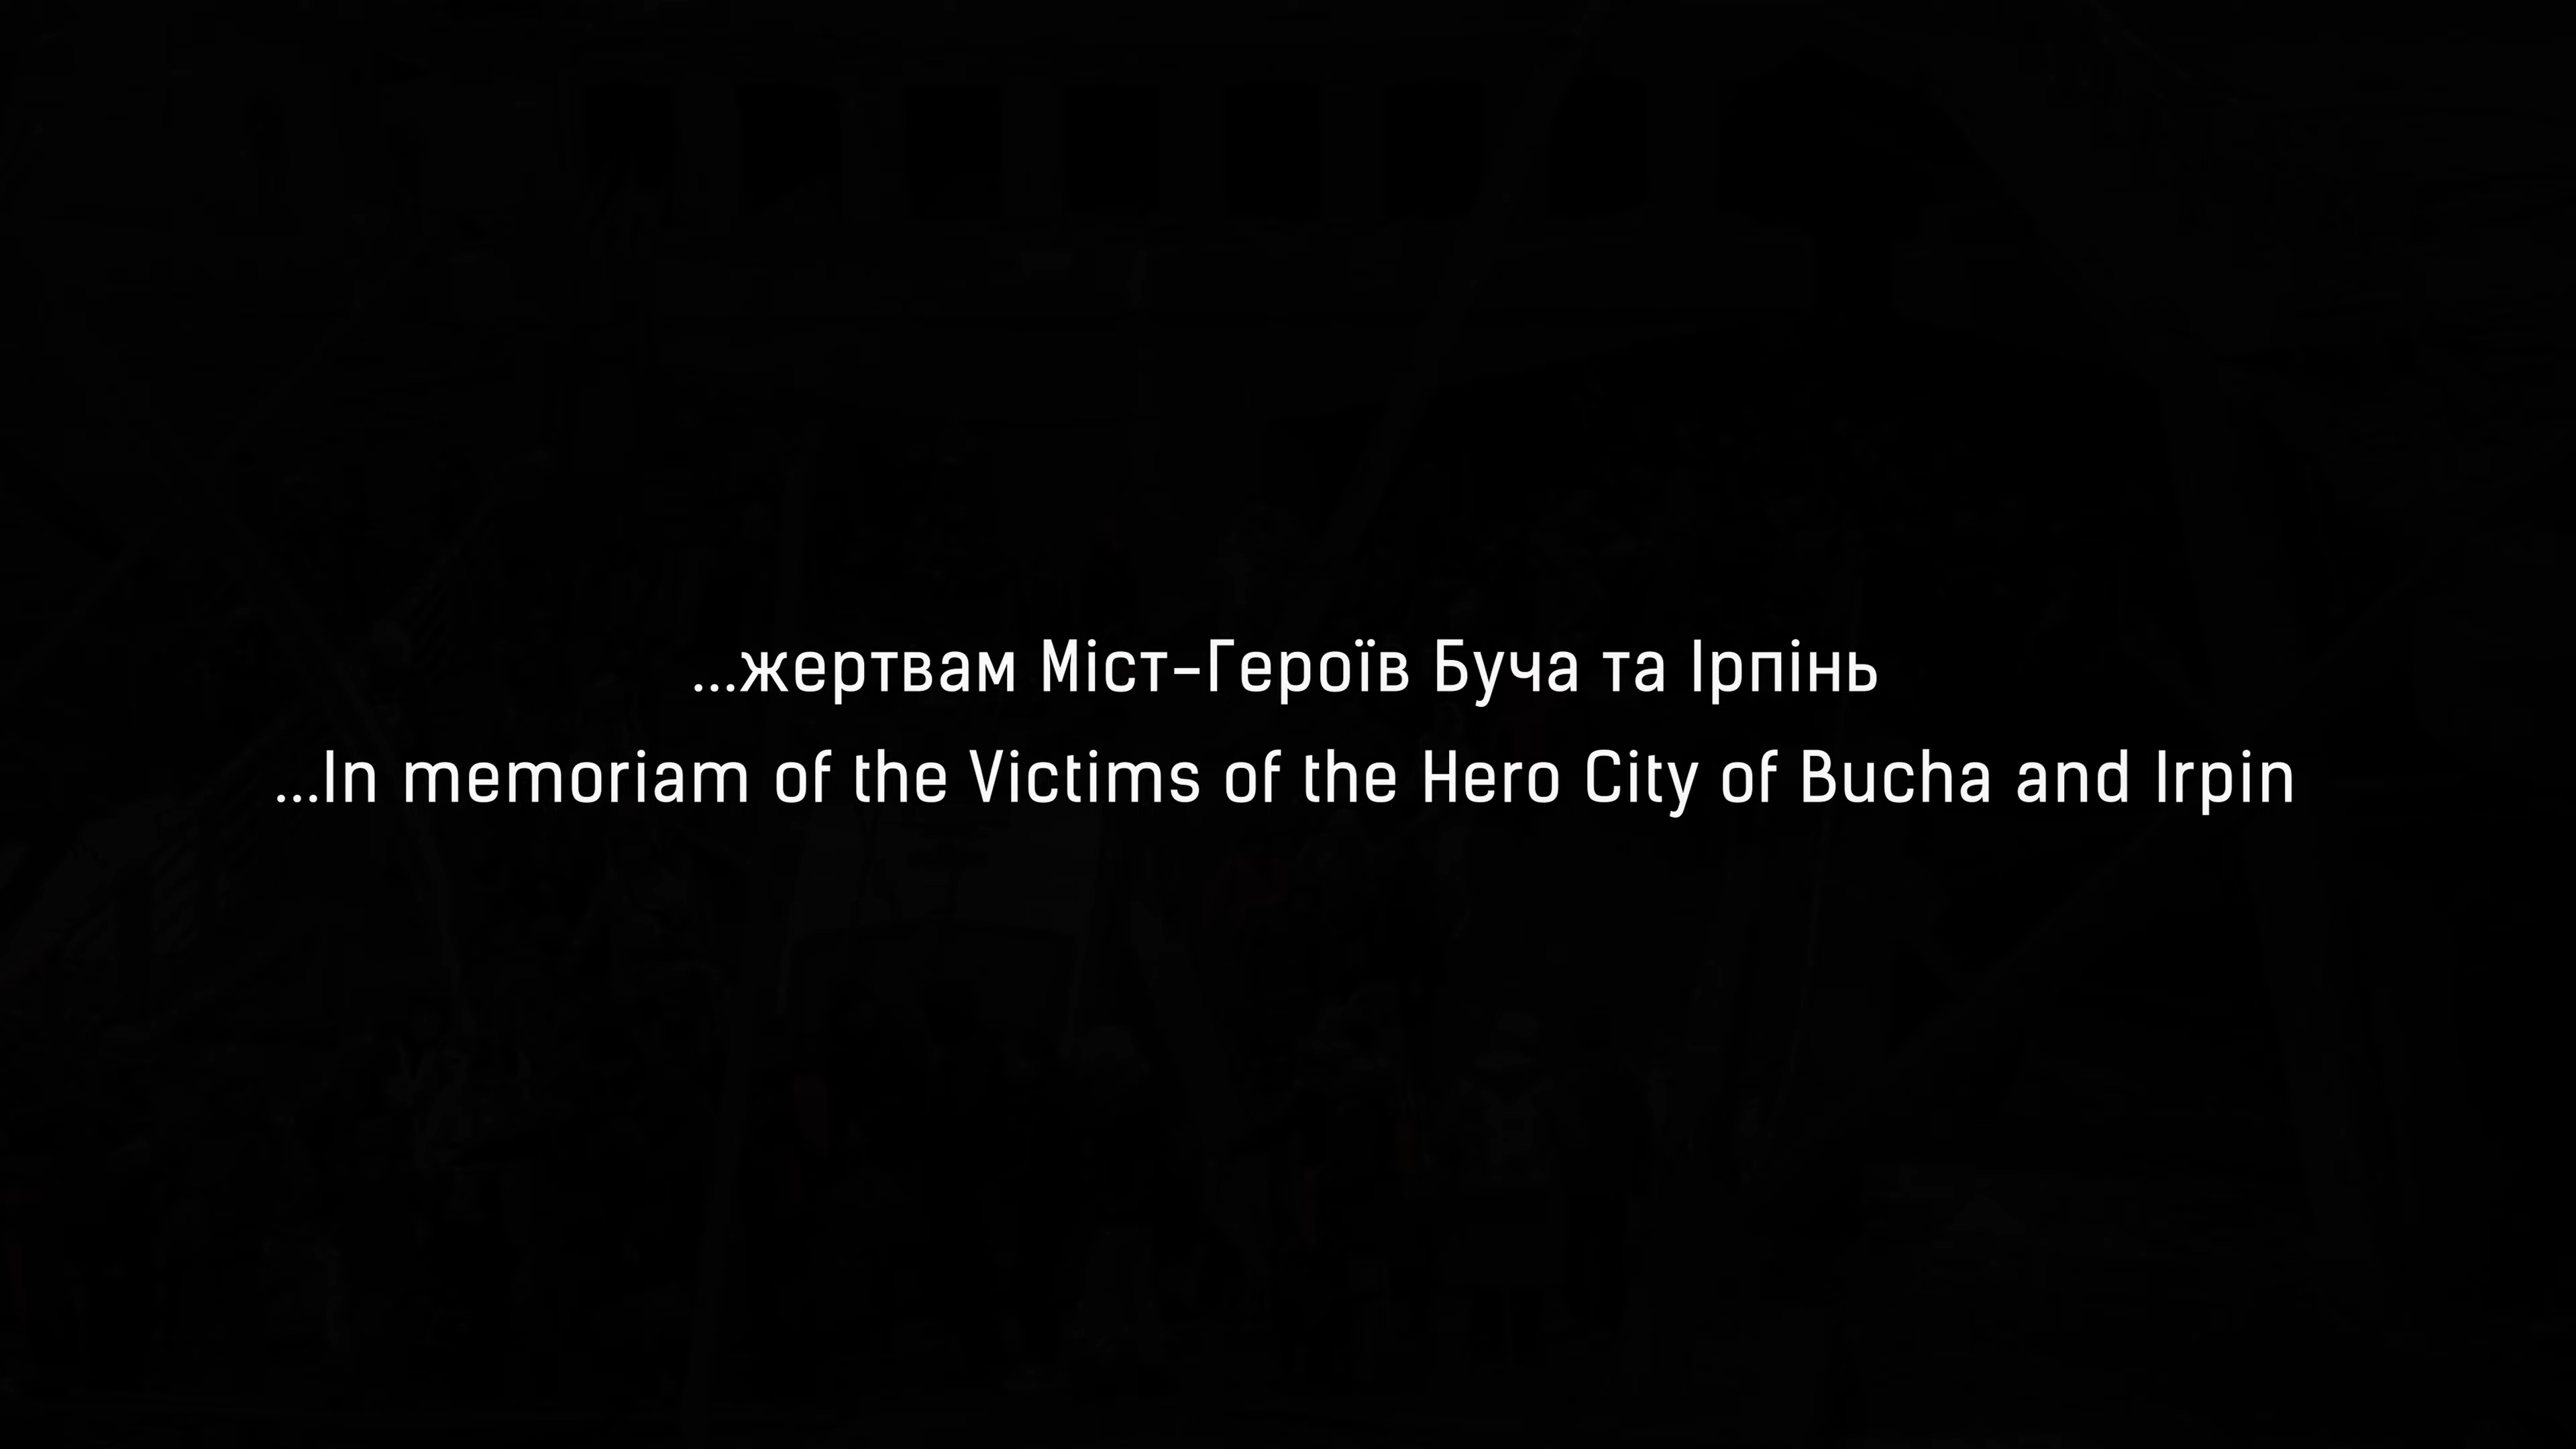 ...жертвам Міст-Героїв Буча та Ірпінь
...In memoriam of the Victims of the Hero City of Bucha and Irpin